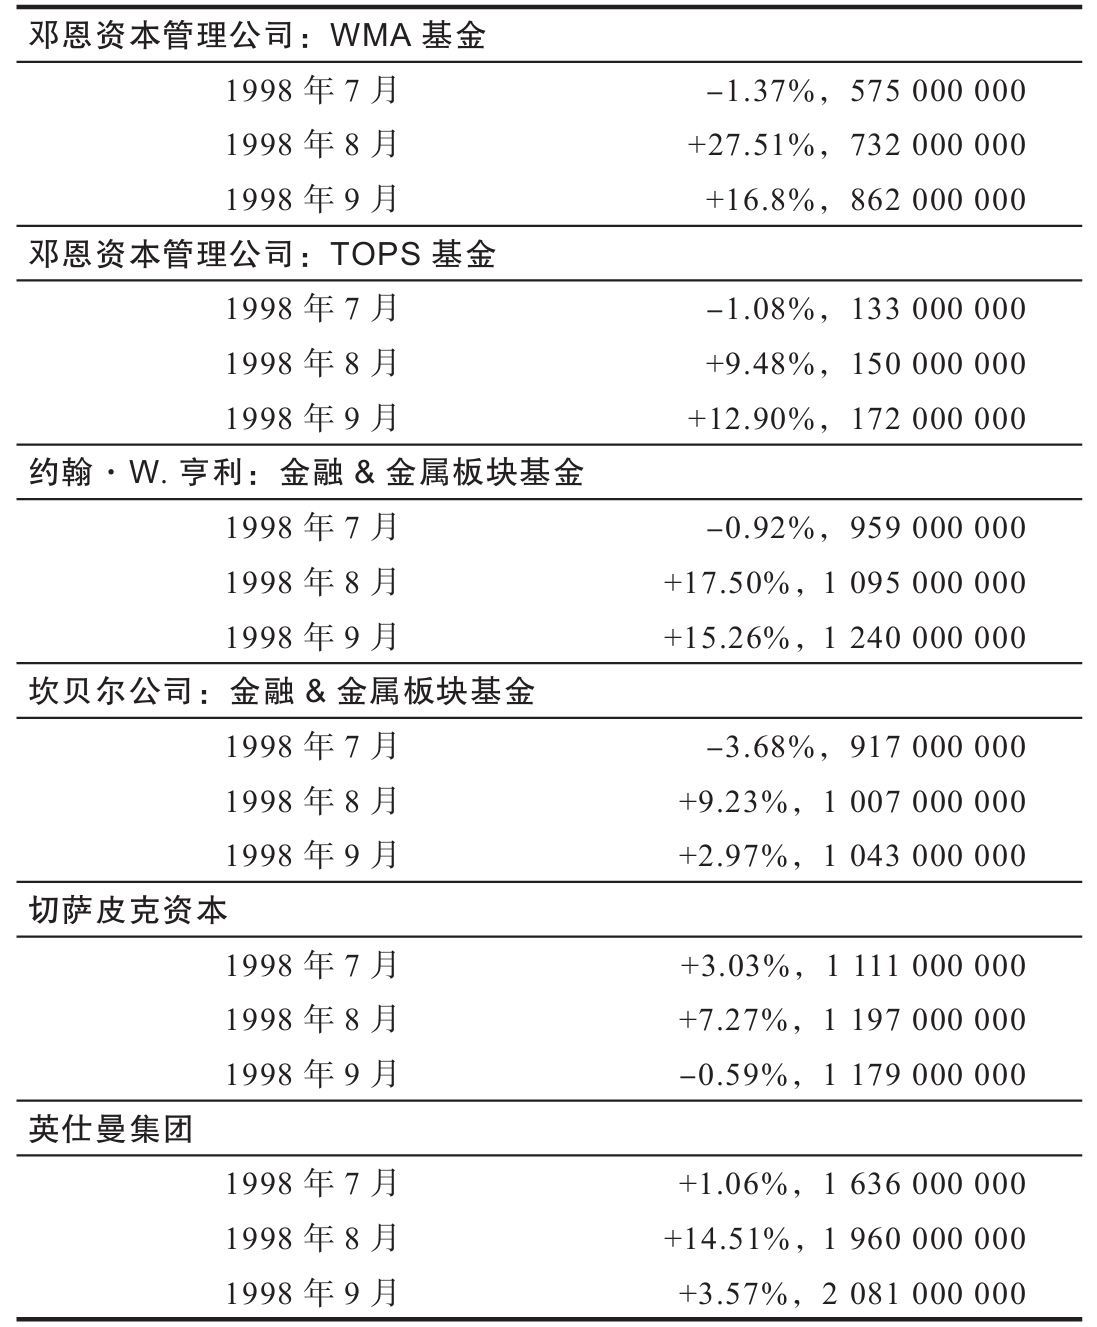 邓恩资本管理公司：WMA 基金
1998 年 7 月 –1.37%，575 000 000
1998 年 8 月 +27.51%，732 000 000
1998 年 9 月 +16.8%，862 000 000
邓恩资本管理公司：TOPS 基金
1998 年 7 月 –1.08%，133 000 000
1998 年 8 月 +9.48%，150 000 000
1998 年 9 月 +12.90%，172 000 000
约翰·W. 亨利：金融 & 金属板块基金
1998 年 7 月 –0.92%，959 000 000
1998 年 8 月 +17.50%，1 095 000 000
1998 年 9 月 +15.26%，1 240 000 000
坎贝尔公司：金融 & 金属板块基金
1998 年 7 月 –3.68%，917 000 000
1998 年 8 月 +9.23%，1 007 000 000
1998 年 9 月 +2.97%，1 043 000 000
切萨皮克资本
1998 年 7 月 +3.03%，1 111 000 000
1998 年 8 月 +7.27%，1 197 000 000
1998 年 9 月 –0.59%，1 179 000 000
英仕曼集团
1998 年 7 月 +1.06%，1 636 000 000
1998 年 8 月 +14.51%，1 960 000 000
1998 年 9 月 +3.57%，2 081 000 000